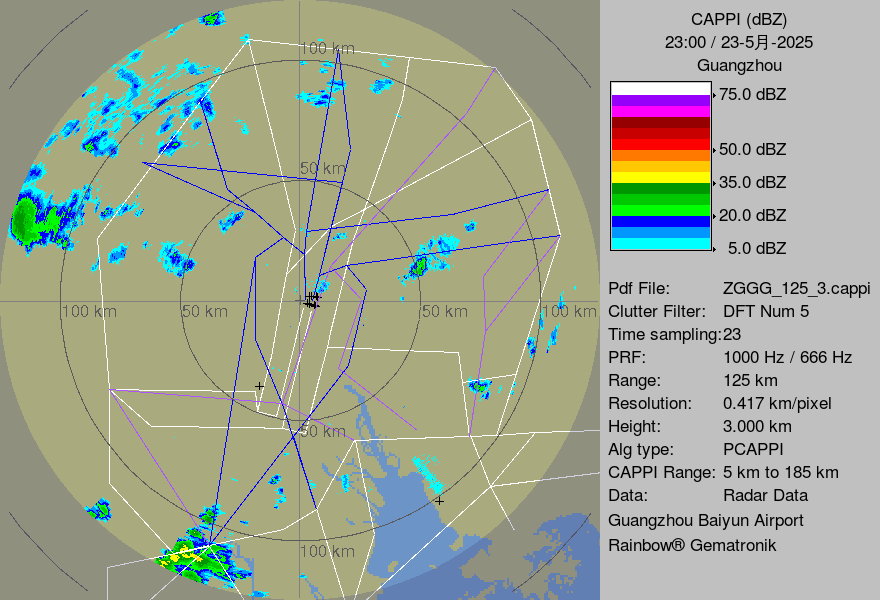 CAPPI (dBZ)
23:00 / 23-5月-2025
Guangzhou
75.0 dBZ
50.0 dBZ
35.0 dBZ
20.0 dBZ
5.0 dBZ
Pdf File: ZGGG_125_3.cappi
Clutter Filter: DFT Num 5
Time sampling:23
PRF: 1000 Hz / 666 Hz
Range: 125 km
Resolution: 0.417 km/pixel
Height: 3.000 km
Alg type: PCAPPI
CAPPI Range: 5 km to 185 km
Data: Radar Data
Guangzhou Baiyun Airport
Rainbow® Gematronik
100 km
50 km
100 km
50 km
50 km
100 km
50 km
100 km